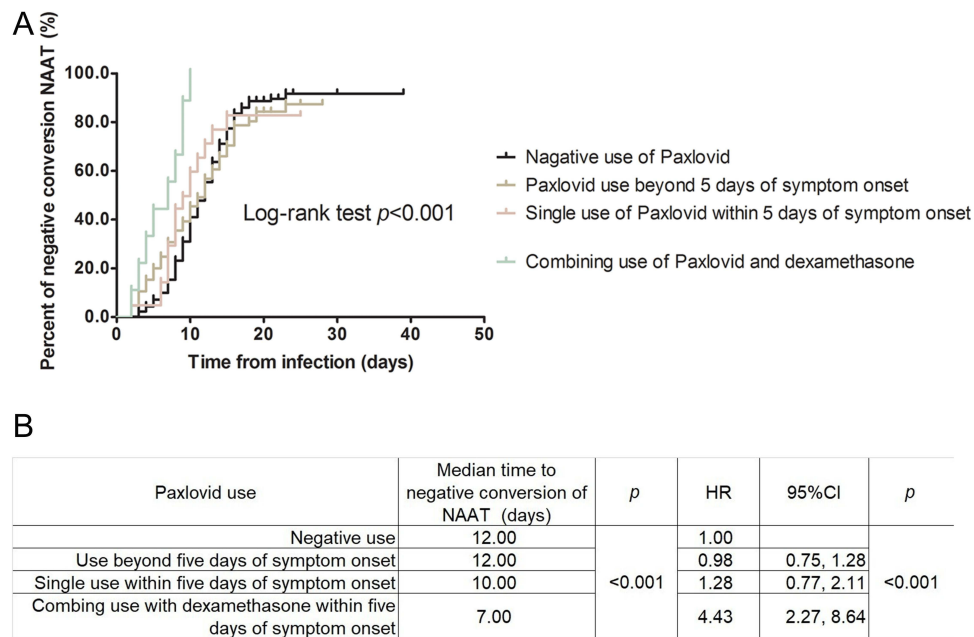 A
Percent of negative conversion NAAT (%)
100.0
80.0
60.0
40.0
20.0
0.0
0 10 20 30 40 50
Time from infection (days)
Log-rank test p<0.001
Nagative use of Paxlovid
Paxlovid use beyond 5 days of symptom onset
Single use of Paxlovid within 5 days of symptom onset
Combining use of Paxlovid and dexamethasone
B
Paxlovid use
Median time to
negative conversion of
NAAT (days)
p
HR
95%CI
p
Negative use 12.00 1.00
Use beyond five days of symptom onset 12.00 0.98 0.75, 1.28
Single use within five days of symptom onset 10.00 <0.001 1.28 0.77, 2.11 <0.001
Combing use with dexamethasone within five
days of symptom onset
7.00 4.43 2.27, 8.64